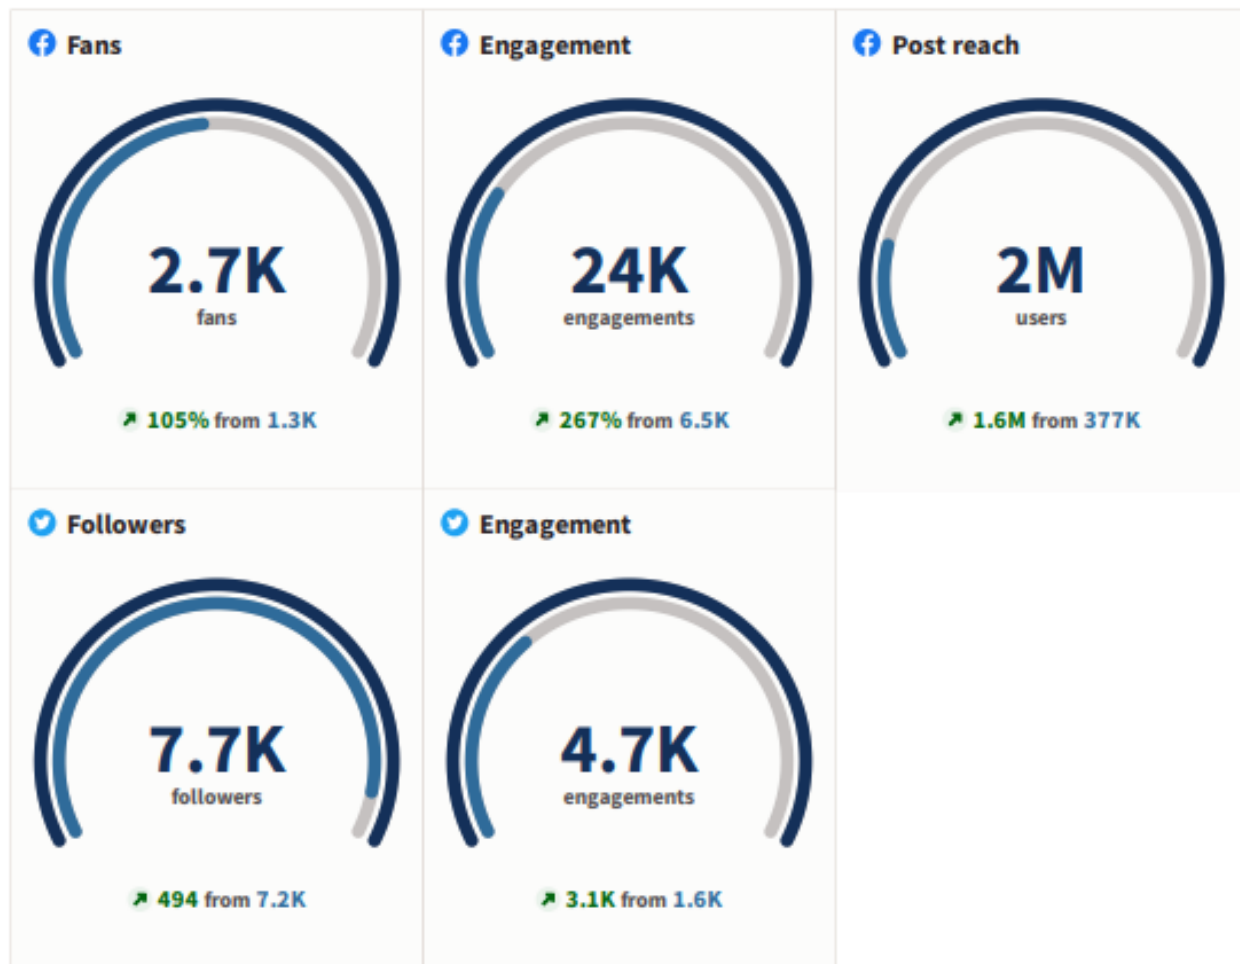 Fans
2.7K
fans
105% from 1.3K
Engagement
24K
engagements
267% from 6.5K
Post reach
2M
users
1.6M from 377K
Followers
7.7K
followers
494 from 7.2K
Engagement
4.7K
engagements
3.1K from 1.6K